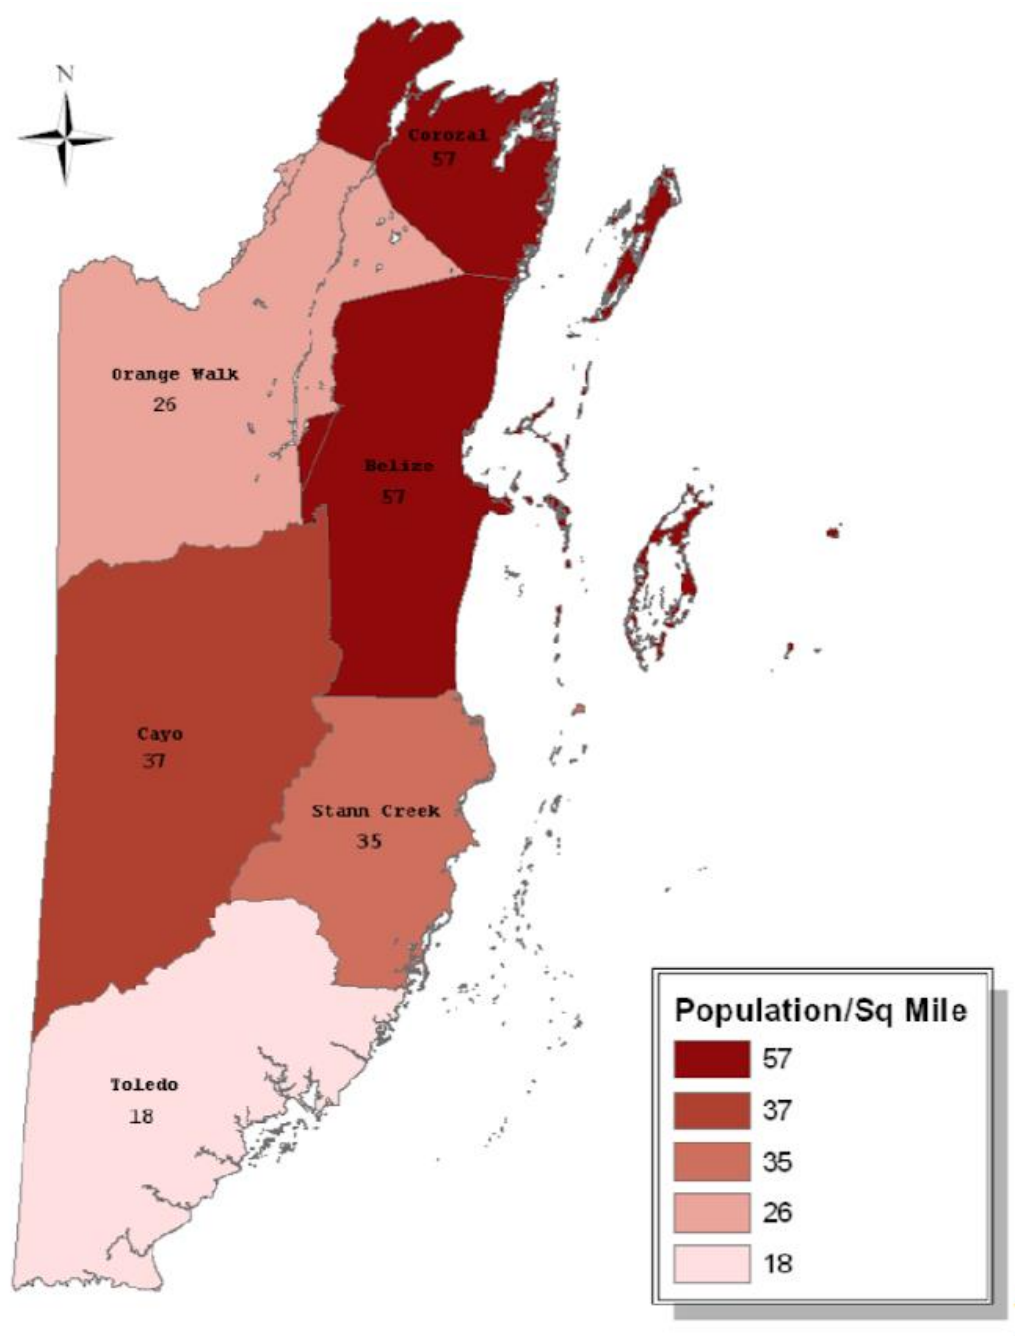 N
Corozal
57
Orange Walk
26
Belize
57
Cayo
37
Stann Creek
35
Toledo
18
Population/Sq Mile
57
37
35
26
18